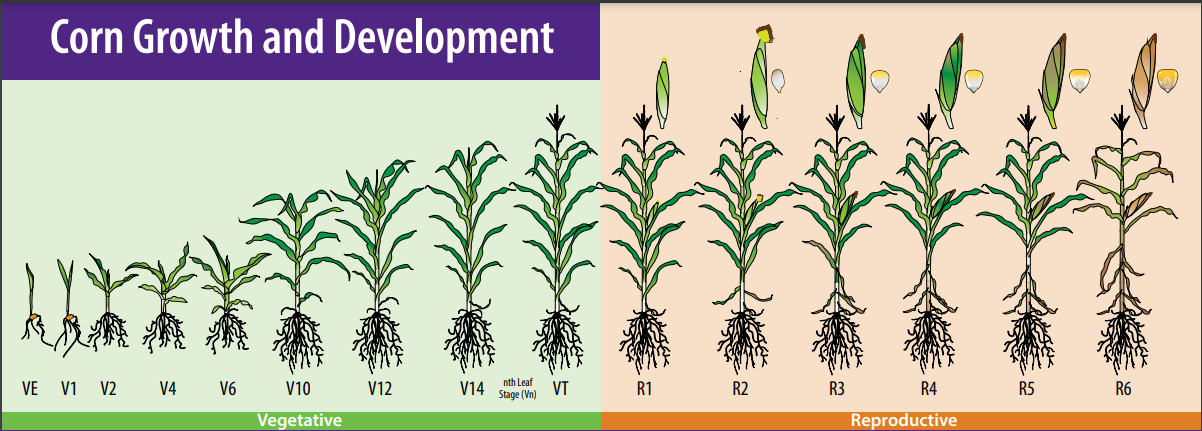 Corn Growth and Development
VE V1 V2 V4 V6 V10 V12 V14 nth Leaf
Stage (Vn) VT R1 R2 R3 R4 R5 R6
Vegetative Reproductive